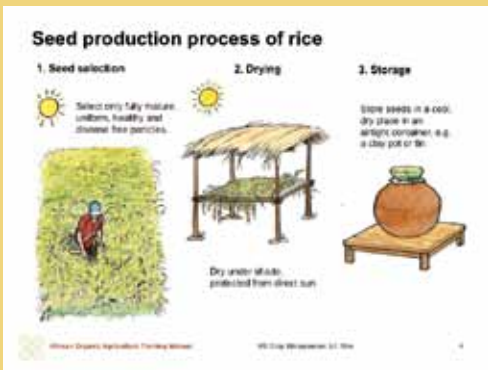 Seed production process of rice
1. Seed selection
2. Drying
3. Storage
Select only fully mature,
uniform, healthy and
disease free panicles.
Store seeds in a cool,
dry place in an
airtight container, e.g.
a clay pot or tin
Dry under shade,
protected from direct sun
African Organic Agriculture Training Manual